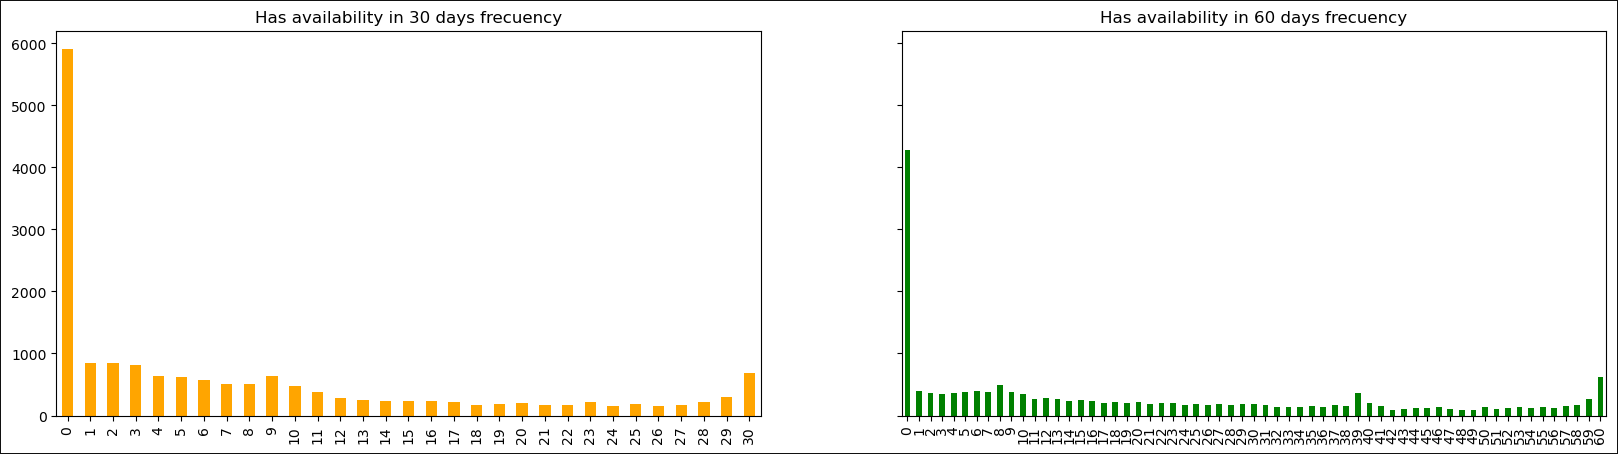 Has availability in 30 days frecuency
6000
5000
4000
3000
2000
1000
0
0 1 2 3 4 5 6 7 8 9 10 11 12 13 14 15 16 17 18 19 20 21 22 23 24 25 26 27 28 29 30
Has availability in 60 days frecuency
0 1 2 3 4 5 6 7 8 9 10 11 12 13 14 15 16 17 18 19 20 21 22 23 24 25 26 27 28 29 30 31 32 33 34 35 36 37 38 39 40 41 42 43 44 45 46 47 48 49 50 51 52 53 54 55 56 57 58 59 60